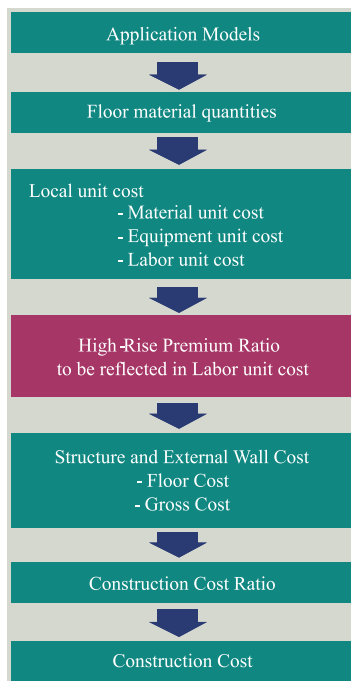 Application Models
Floor material quantities
Local unit cost
- Material unit cost
- Equipment unit cost
- Labor unit cost
High-Rise Premium Ratio
to be reflected in Labor unit cost
Structure and External Wall Cost
- Floor Cost
- Gross Cost
Construction Cost Ratio
Construction Cost